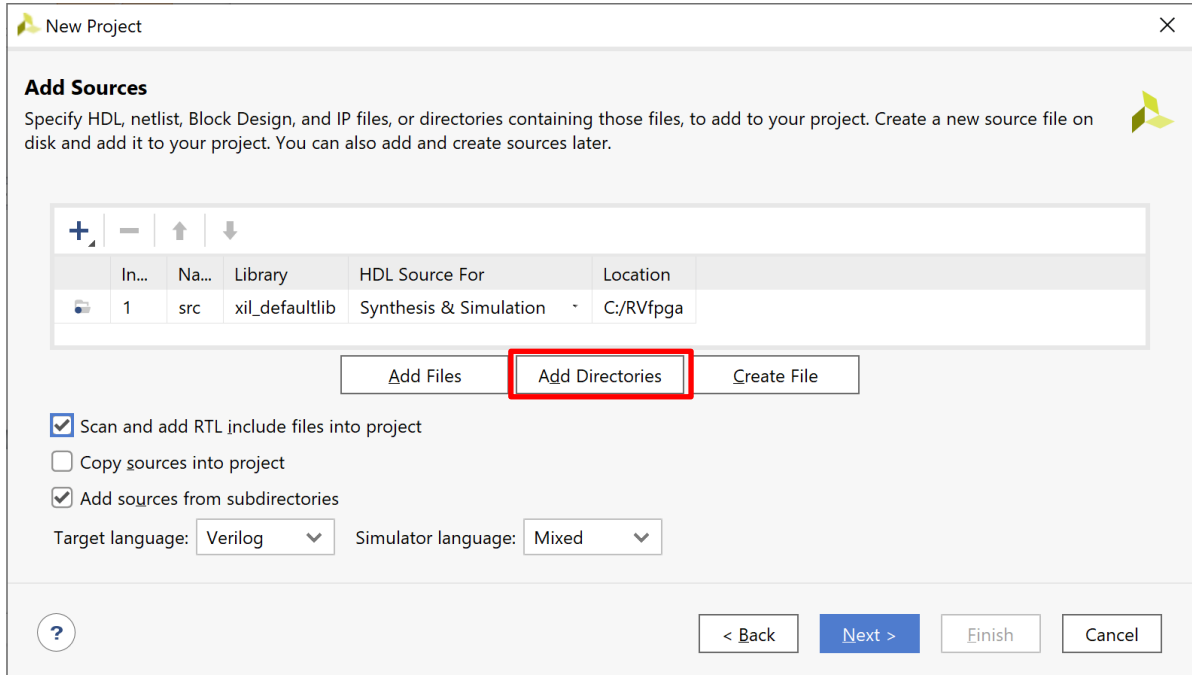 New Project
Add Sources
Specify HDL, netlist, Block Design, and IP files, or directories containing those files, to add to your project. Create a new source file on
disk and add it to your project. You can also add and create sources later.
In... Na... Library HDL Source For Location
1 src xil_defaultlib Synthesis & Simulation C:/RVfpga
Add Files Add Directories Create File
Scan and add RTL include files into project
Copy sources into project
Add sources from subdirectories
Target language: Verilog Simulator language: Mixed
? < Back Next > Finish Cancel